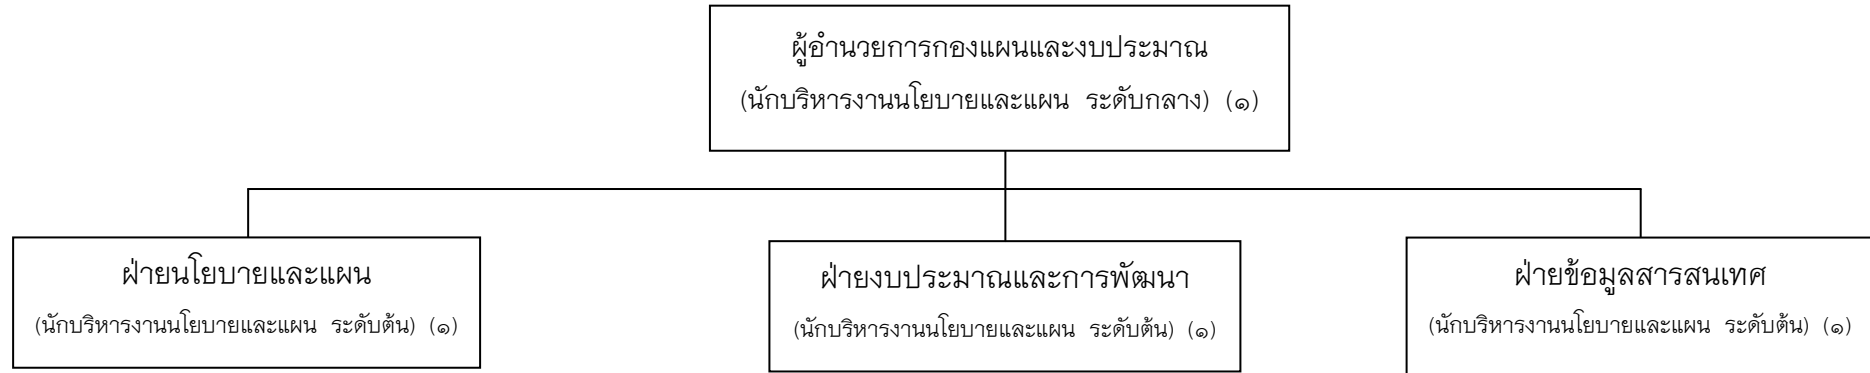 ผู้อำนวยการกองแผนและงบประมาณ
(นักบริหารงานนโยบายและแผน ระดับกลาง) (๑)
ฝ่ายนโยบายและแผน
(นักบริหารงานนโยบายและแผน ระดับต้น) (๑)
ฝ่ายงบประมาณและการพัฒนา
(นักบริหารงานนโยบายและแผน ระดับต้น) (๑)
ฝ่ายข้อมูลสารสนเทศ
(นักบริหารงานนโยบายและแผน ระดับต้น) (๑)